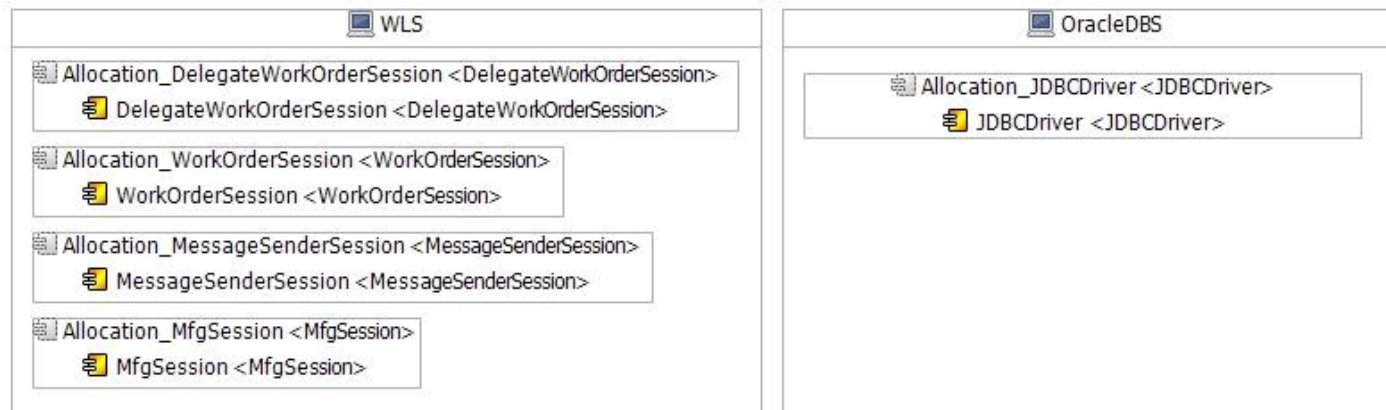 WLS
Allocation_DelegateWorkOrderSession <DelegateWorkOrderSession>
DelegateWorkOrderSession <DelegateWorkOrderSession>
Allocation_WorkOrderSession <WorkOrderSession>
WorkOrderSession <WorkOrderSession>
Allocation_MessageSenderSession <MessageSenderSession>
MessageSenderSession <MessageSenderSession>
Allocation_MfgSession <MfgSession>
MfgSession <MfgSession>
OracleDBS
Allocation_JDBCDriver <JDBCDriver>
JDBCDriver <JDBCDriver>